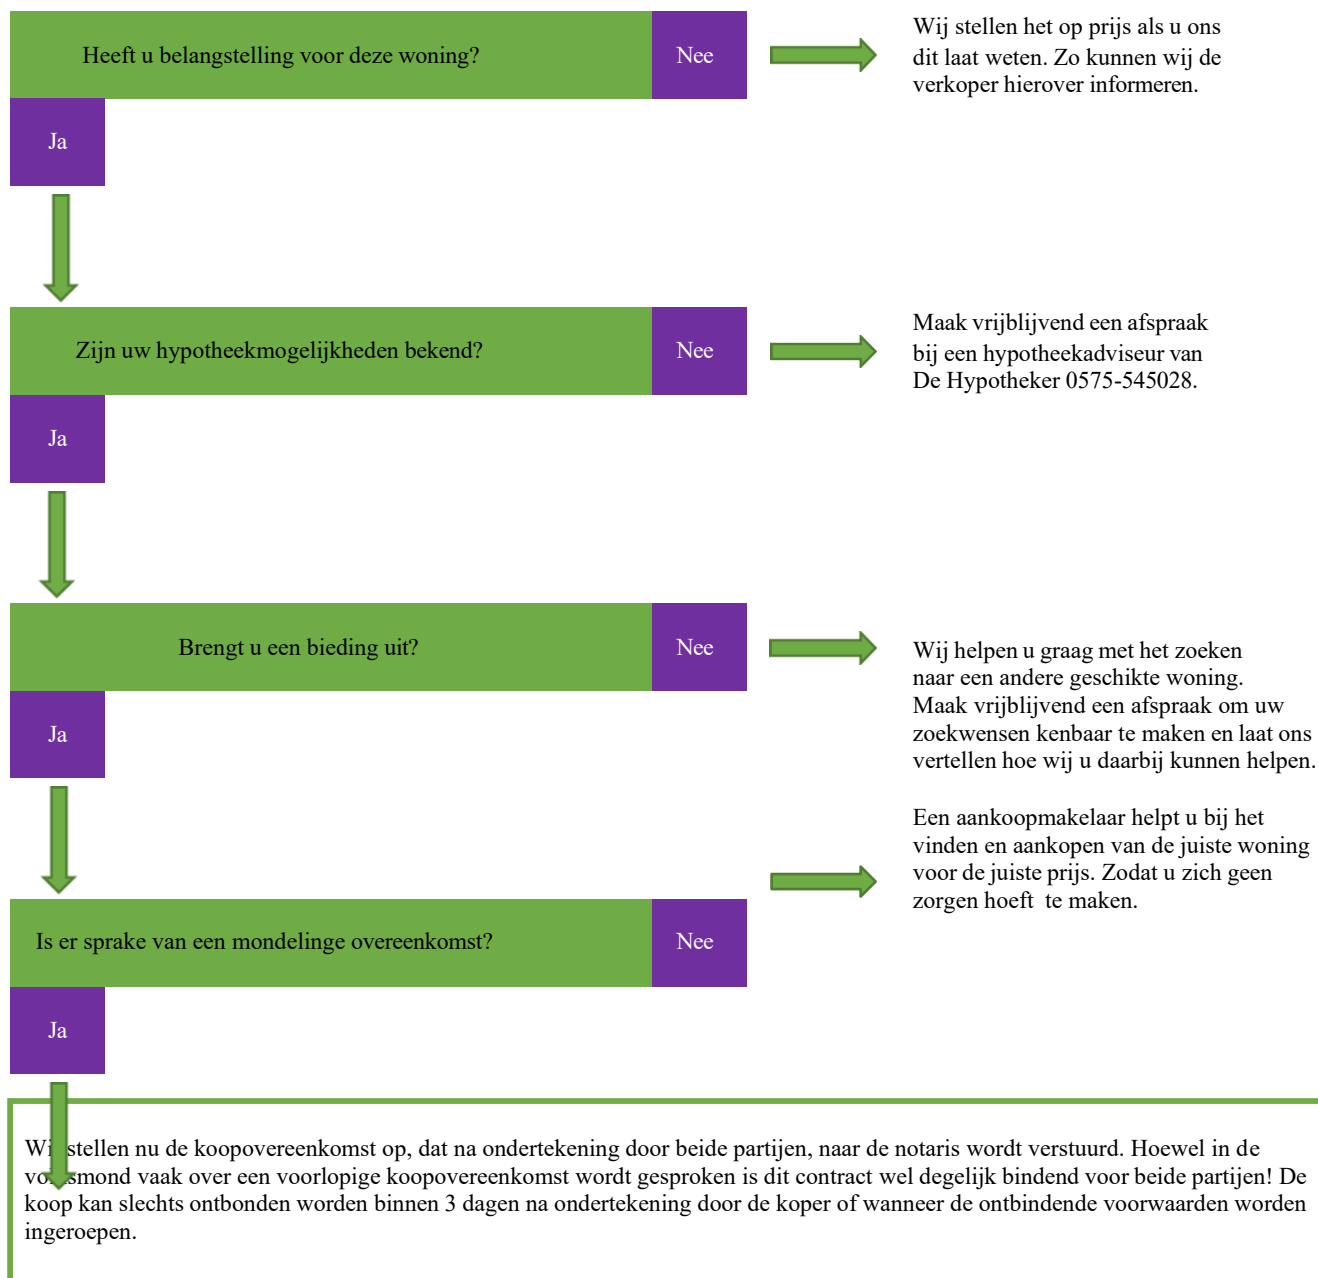 Heeft u belangstelling voor deze woning?
Nee
Wij stellen het op prijs als u ons
dit laat weten. Zo kunnen wij de
verkoper hierover informeren.
Ja
Zijn uw hypotheekmogelijkheden bekend?
Nee
Maak vrijblijvend een afspraak
bij een hypotheekadviseur van
De Hypotheker 0575-545028.
Ja
Brengt u een bieding uit?
Nee
Wij helpen u graag met het zoeken
naar een andere geschikte woning.
Maak vrijblijvend een afspraak om uw
zoekwensen kenbaar te maken en laat ons
vertellen hoe wij u daarbij kunnen helpen.
Ja
Een aankoopmakelaar helpt u bij het
vinden en aankopen van de juiste woning
voor de juiste prijs. Zodat u zich geen
zorgen hoeft te maken.
Is er sprake van een mondelinge overeenkomst?
Nee
Ja
Wij stellen nu de koopovereenkomst op, dat na ondertekening door beide partijen, naar de notaris wordt verstuurd. Hoewel in de
volksmond vaak over een voorlopige koopovereenkomst wordt gesproken is dit contract wel degelijk bindend voor beide partijen! De
koop kan slechts ontbonden worden binnen 3 dagen na ondertekening door de koper of wanneer de ontbindende voorwaarden worden
ingeroepen.